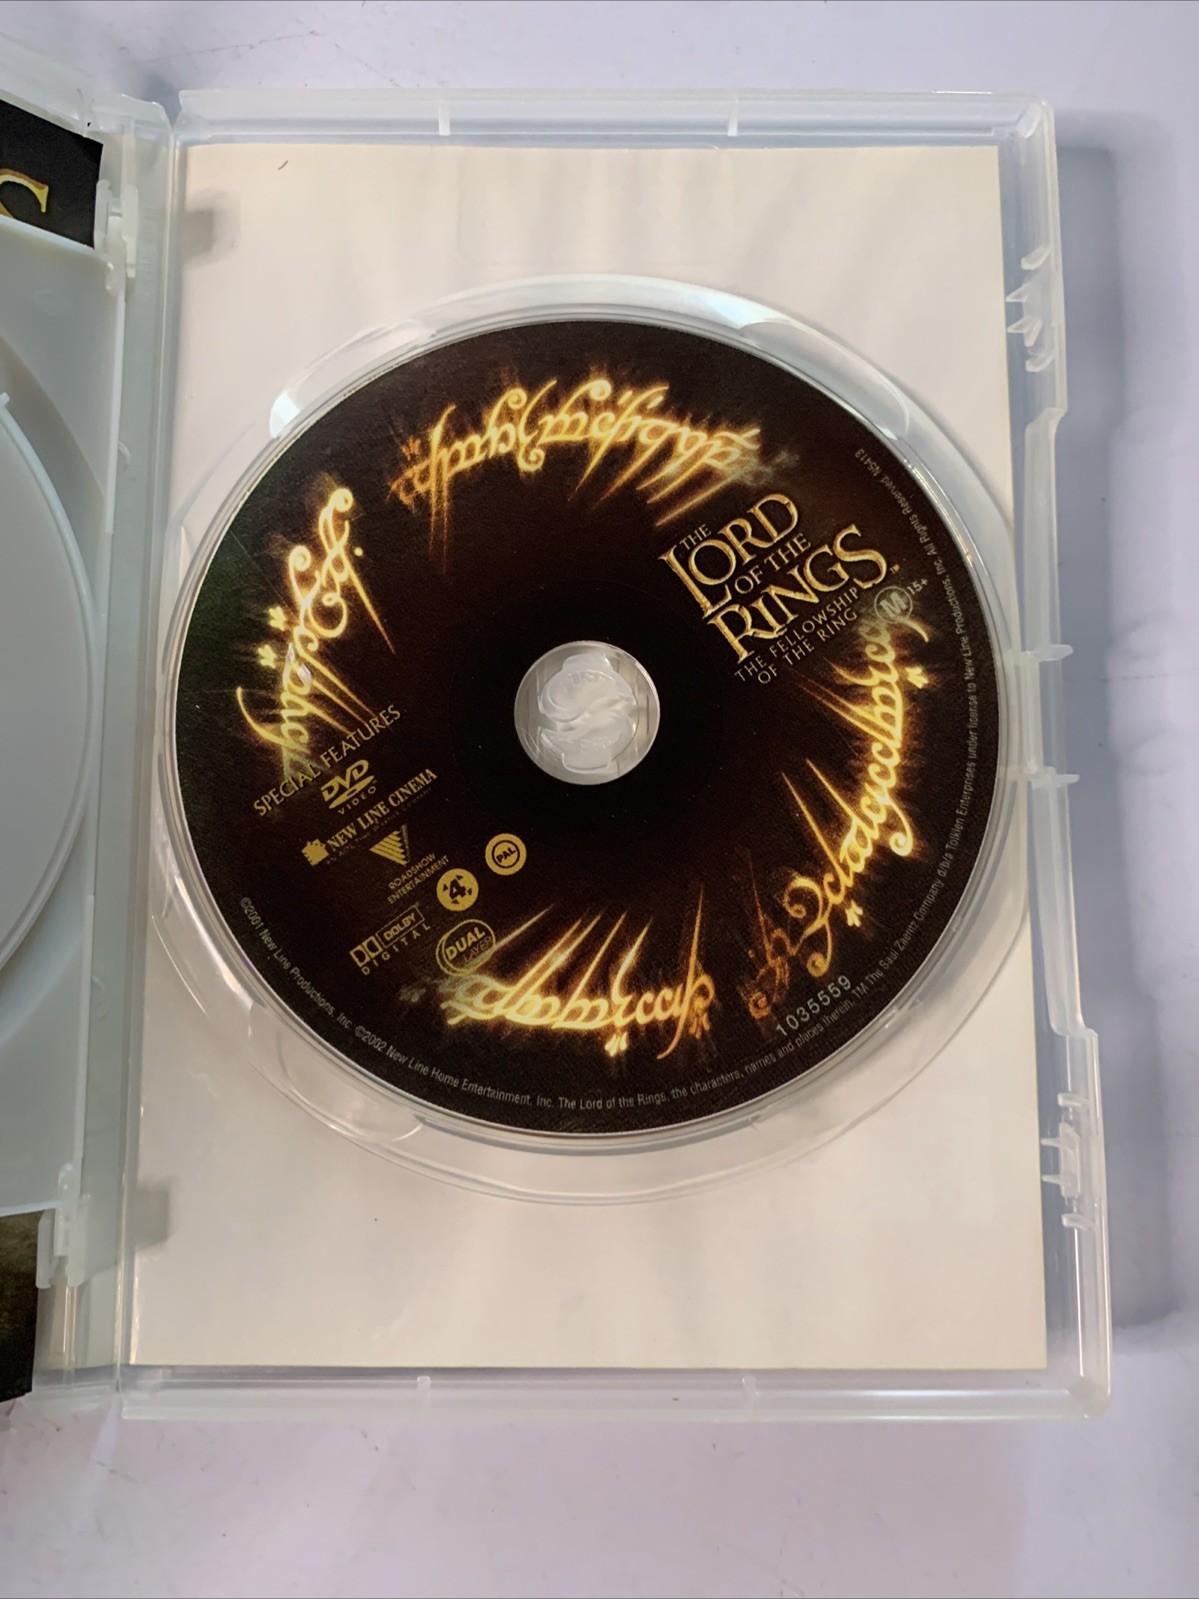 THE
LORD
OF THE
RINGS™
THE FELLOWSHIP
OF THE RING
M 15+
SPECIAL FEATURES
DVD
VIDEO
NEW LINE CINEMA
ROADSHOW
ENTERTAINMENT
4
PAL
DOLBY
DIGITAL
DUAL
LAYER
1035559
©2001 New Line Productions, Inc. ©2002 New Line Home Entertainment, Inc. The Lord of the Rings, the characters, names and places therein, TM The Saul Zaentz Company d/b/a Tolkien Enterprises under license to New Line Productions, Inc. All Rights Reserved. N5413
S